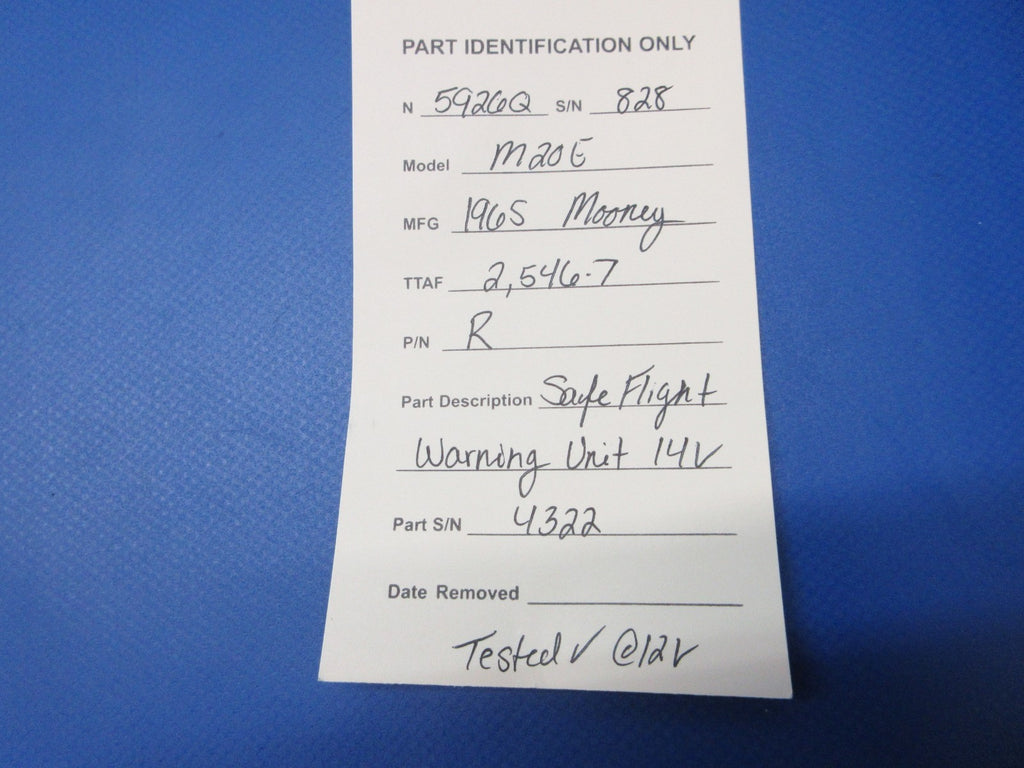 PART IDENTIFICATION ONLY
N 5926Q S/N 828
Model M20E
MFG 1965 Mooney
TTAF 2,546.7
P/N R
Part Description Safe Flight
Warning Unit 14V
Part S/N 4322
Date Removed
Tested ✓ @12V